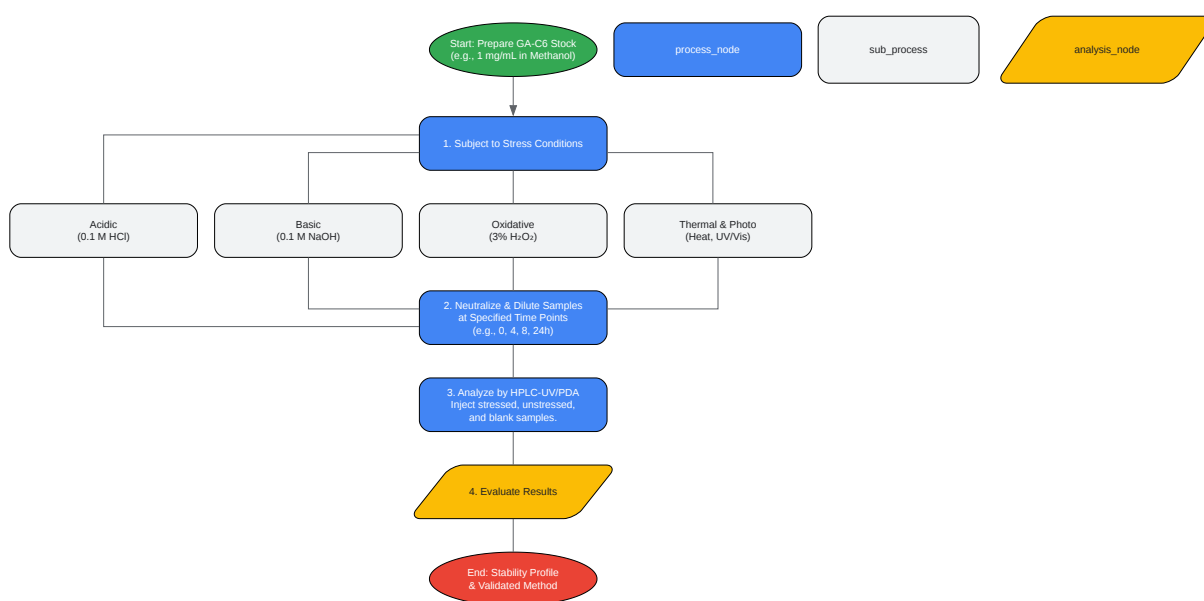 Start: Prepare GA-C6 Stock
(e.g., 1 mg/mL in Methanol)
process_node
sub_process
analysis_node
1. Subject to Stress Conditions
Acidic
(0.1 M HCl)
Basic
(0.1 M NaOH)
Oxidative
(3% H₂O₂)
Thermal & Photo
(Heat, UV/Vis)
2. Neutralize & Dilute Samples
at Specified Time Points
(e.g., 0, 4, 8, 24h)
3. Analyze by HPLC-UV/PDA
Inject stressed, unstressed,
and blank samples.
4. Evaluate Results
End: Stability Profile
& Validated Method